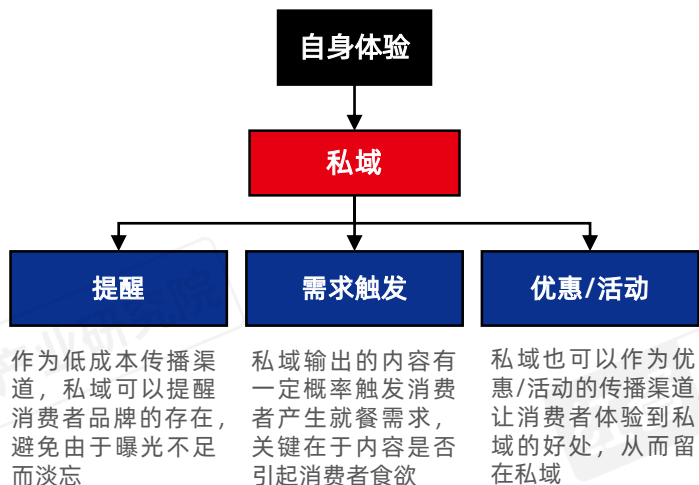 自身体验
私域
提醒
需求触发
优惠/活动
作为低成本传播渠
道，私域可以提醒
消费者品牌的存在，
避免由于曝光不足
而淡忘
私域输出的内容有
一定概率触发消费
者产生就餐需求，
关键在于内容是否
引起消费者食欲
私域也可以作为优
惠/活动的传播渠道
让消费者体验到私
域的好处，从而留
在私域
产业研究院